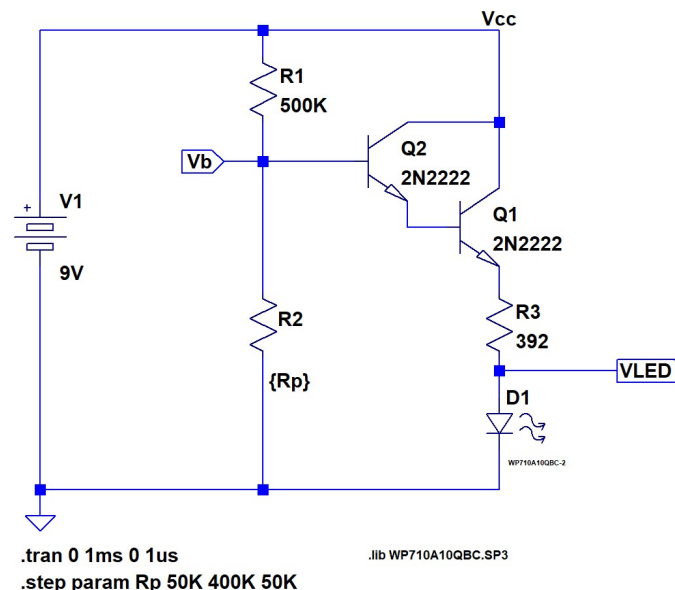 Vcc
R1
500K
Vb
Q2
2N2222
V1
+
9V
Q1
2N2222
R2
{Rp}
R3
392
VLED
D1
WP710A10QBC-2
.tran 0 1ms 0 1us
.lib WP710A10QBC.SP3
.step param Rp 50K 400K 50K